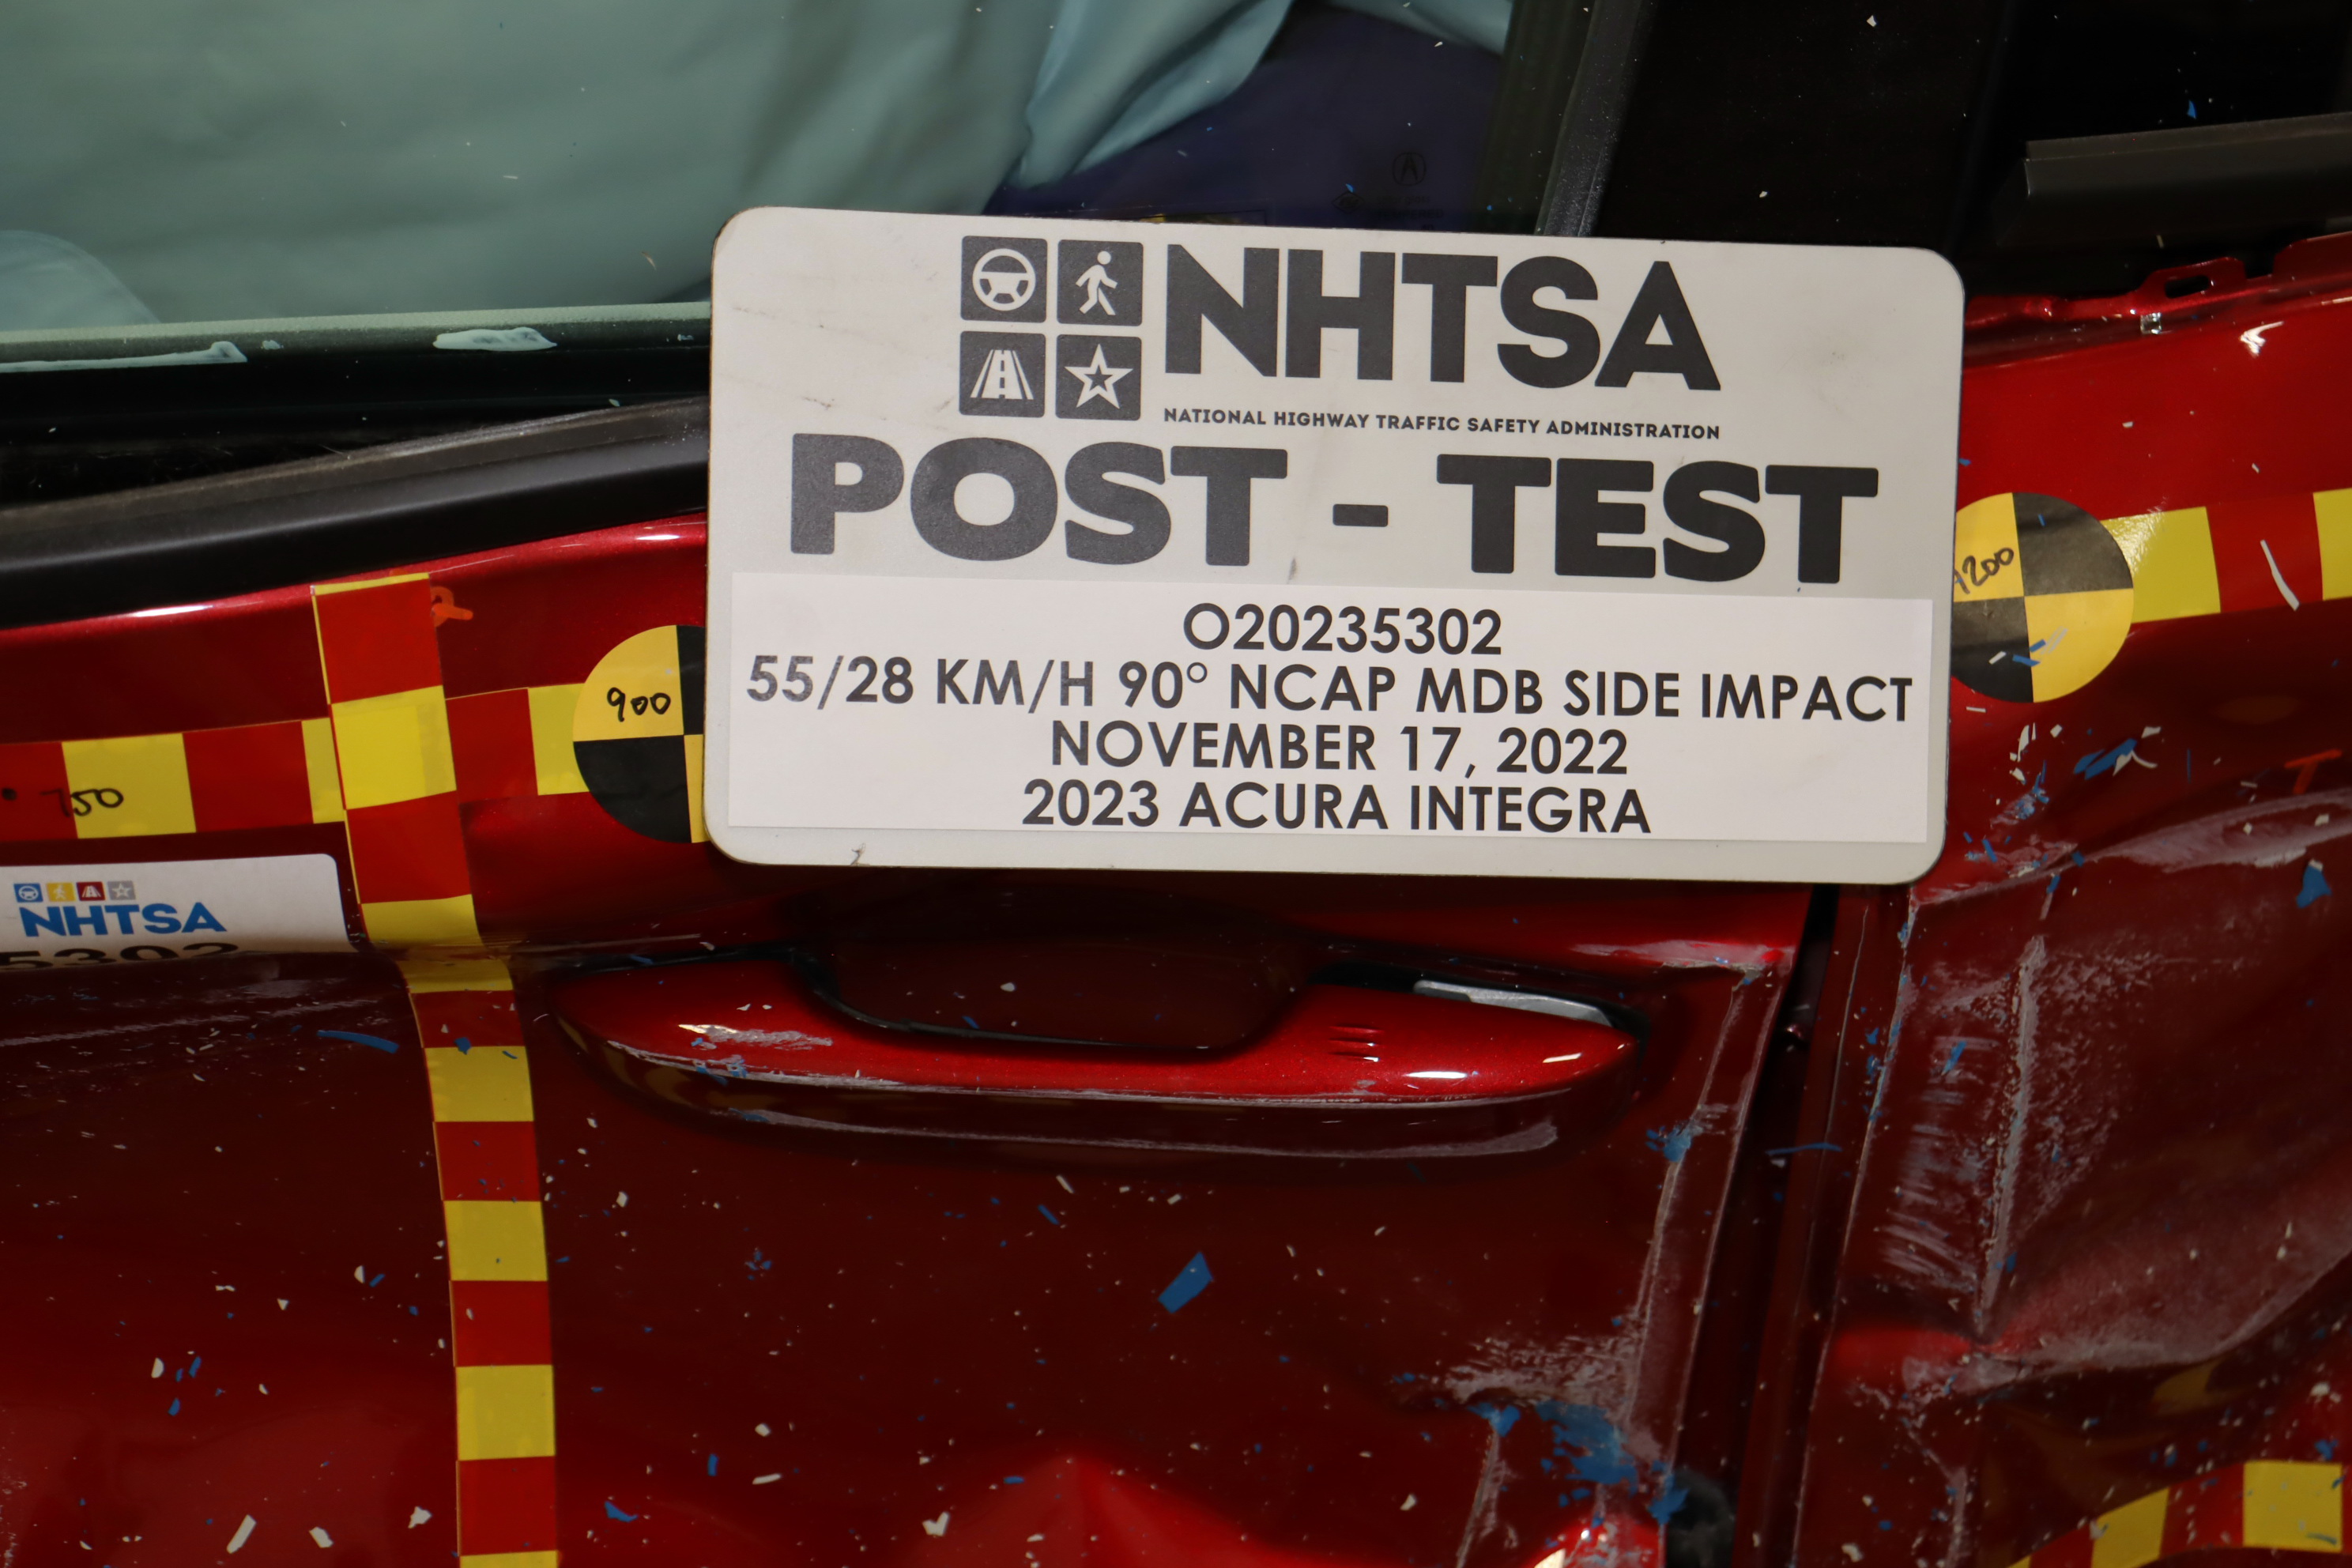 NHTSA
NATIONAL HIGHWAY TRAFFIC SAFETY ADMINISTRATION
POST - TEST
O20235302
55/28 KM/H 90° NCAP MDB SIDE IMPACT
NOVEMBER 17, 2022
2023 ACURA INTEGRA
1200
900
750
NHTSA
5302